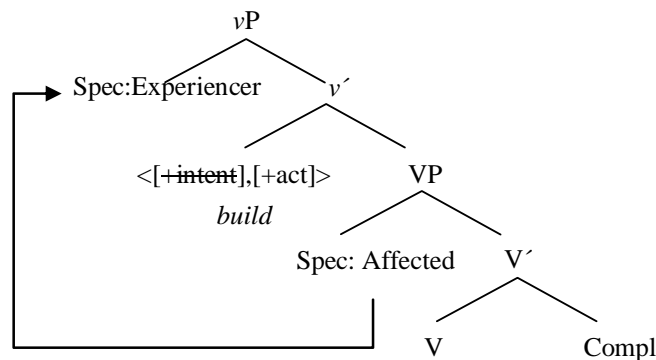 vP
Spec:Experiencer v´
<[+intent],[+act]> VP
build
Spec: Affected V´
V Compl